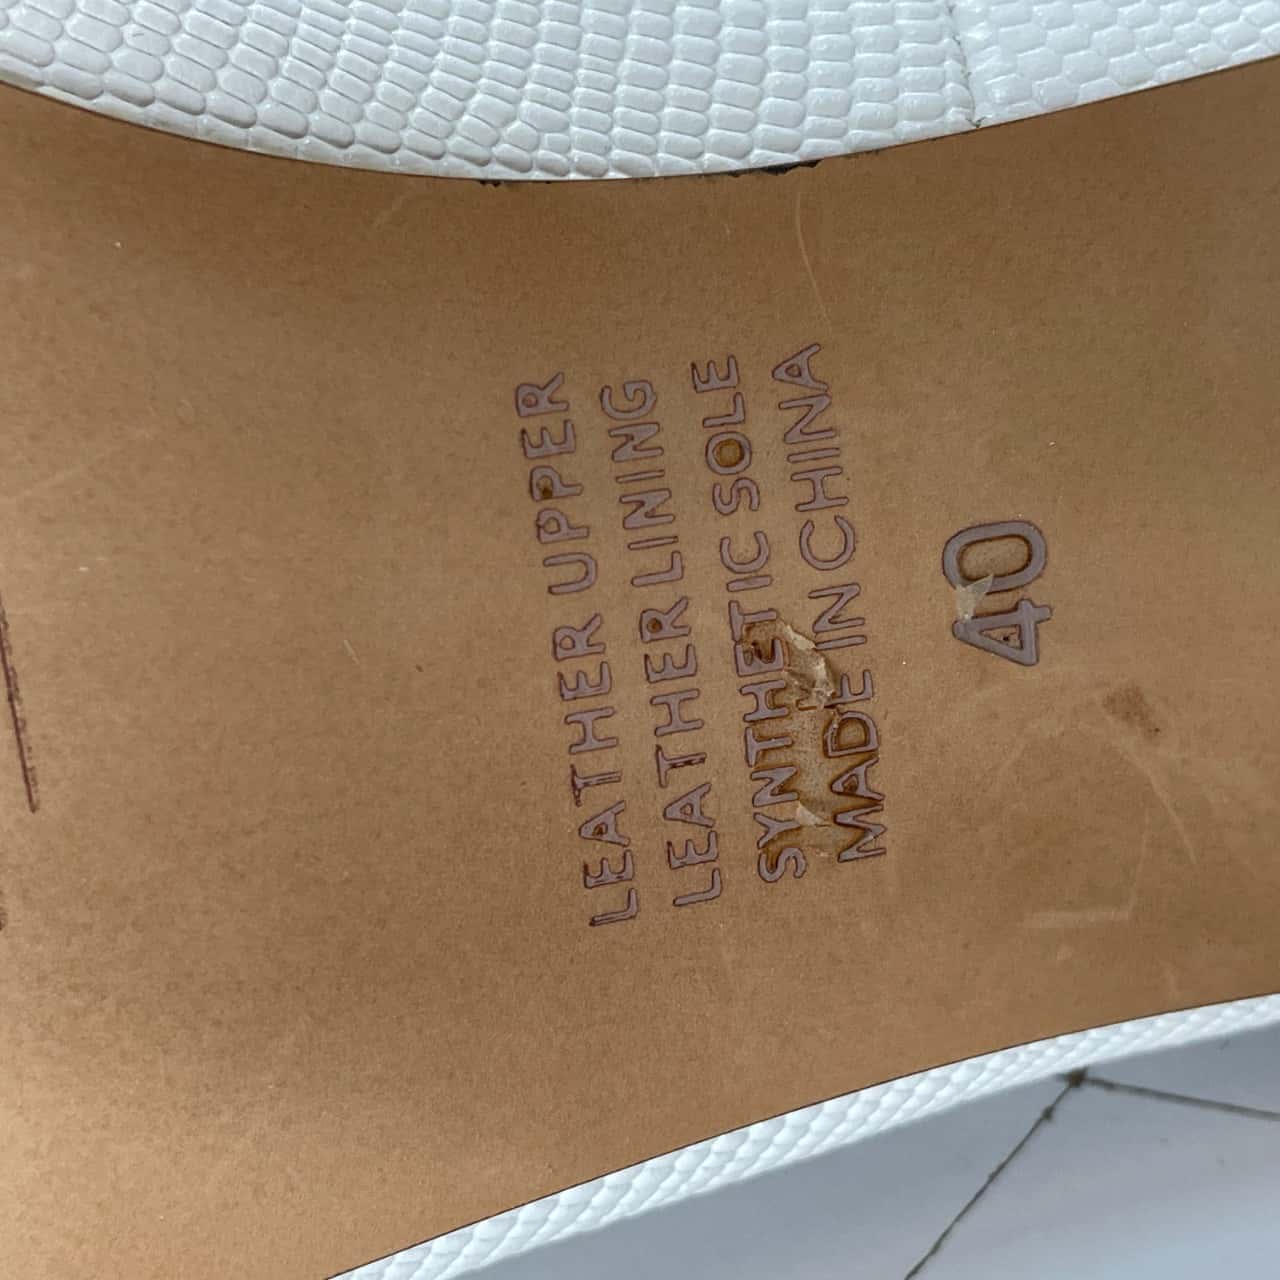 LEATHER UPPER
LEATHER LINING
SYNTHETIC SOLE
MADE IN CHINA
40